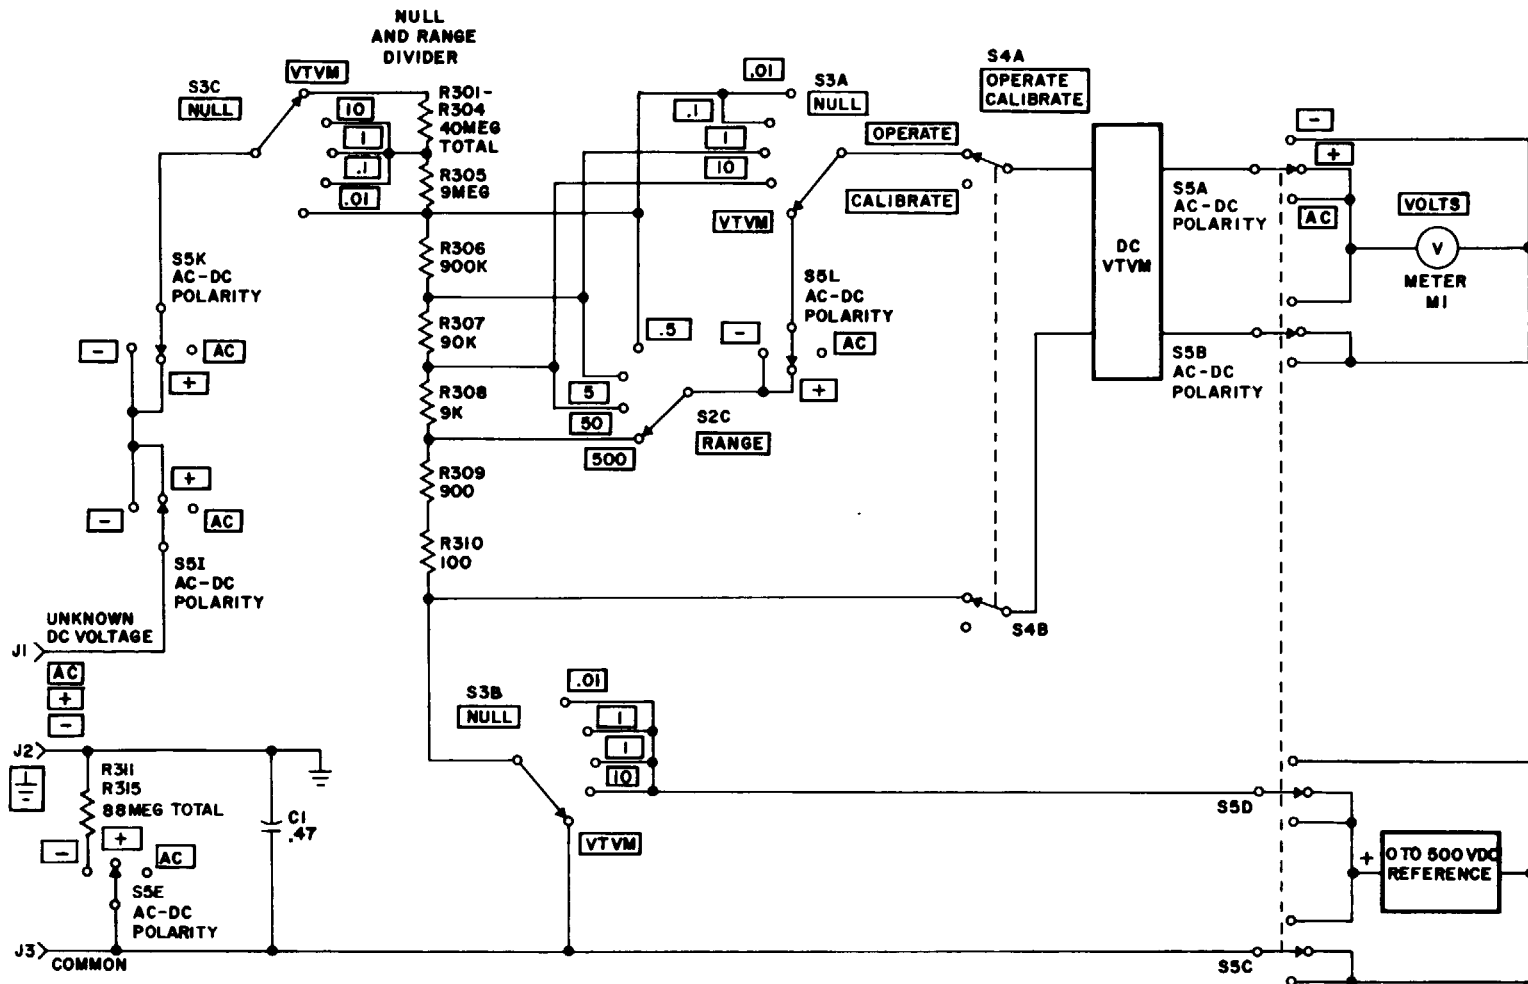 NULL
AND RANGE
DIVIDER
S3C
NULL
VTVM
10
1
.1
.01
R301-
R304
40MEG
TOTAL
R305
9MEG
R306
900K
R307
90K
R308
9K
R309
900
R310
100
.01
.1
1
10
VTVM
S3A
NULL
S4A
OPERATE
CALIBRATE
OPERATE
CALIBRATE
DC
VTVM
-
+
AC
S5A
AC-DC
POLARITY
VOLTS
V
METER
M1
S5B
AC-DC
POLARITY
S5K
AC-DC
POLARITY
-
AC
+
S5L
AC-DC
POLARITY
-
AC
+
.5
5
50
500
S2C
RANGE
+
-
AC
S5I
AC-DC
POLARITY
UNKNOWN
DC VOLTAGE
J1
AC
+
-
J2
R311
R315
88MEG TOTAL
C1
.47
-
+
AC
S5E
AC-DC
POLARITY
J3
COMMON
S4B
S3B
NULL
.01
1
1
10
VTVM
S5D
+
0 TO 500 VDC
REFERENCE
S5C